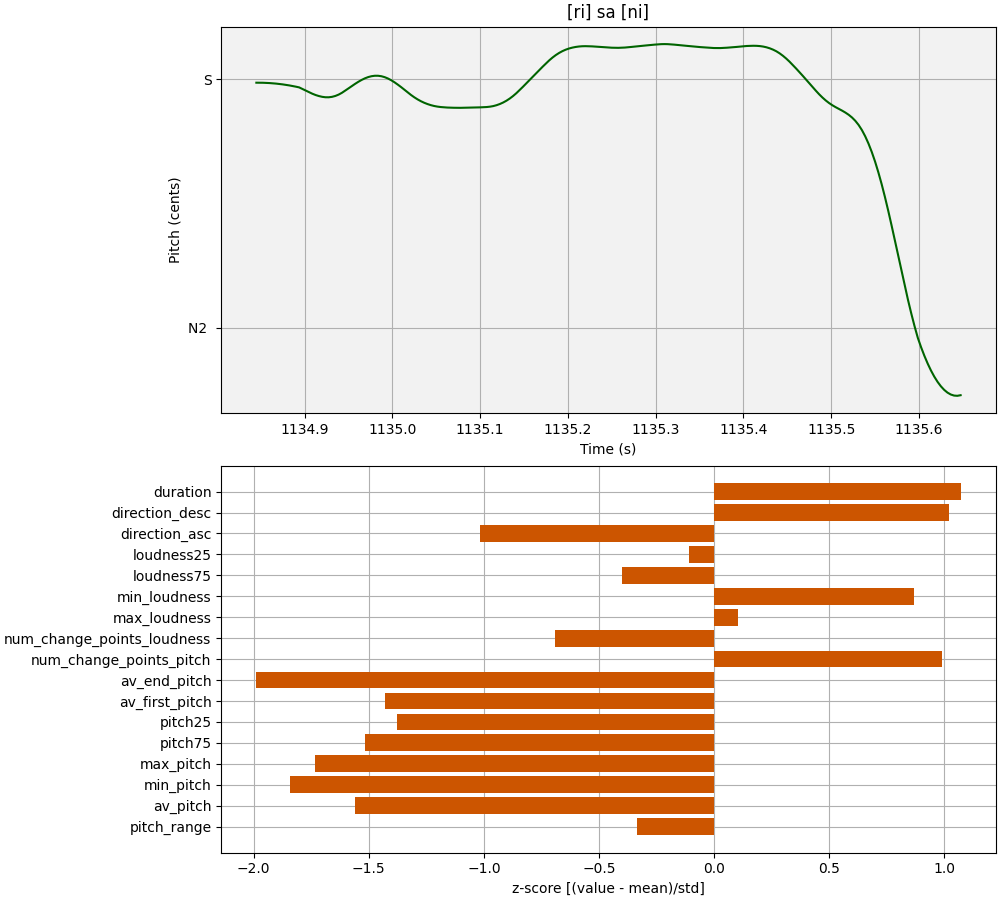 [ri] sa [ni]
S
Pitch (cents)
N2
1134.9 1135.0 1135.1 1135.2 1135.3 1135.4 1135.5 1135.6
Time (s)
duration
direction_desc
direction_asc
loudness25
loudness75
min_loudness
max_loudness
num_change_points_loudness
num_change_points_pitch
av_end_pitch
av_first_pitch
pitch25
pitch75
max_pitch
min_pitch
av_pitch
pitch_range
−2.0 −1.5 −1.0 −0.5 0.0 0.5 1.0
z-score [(value - mean)/std]